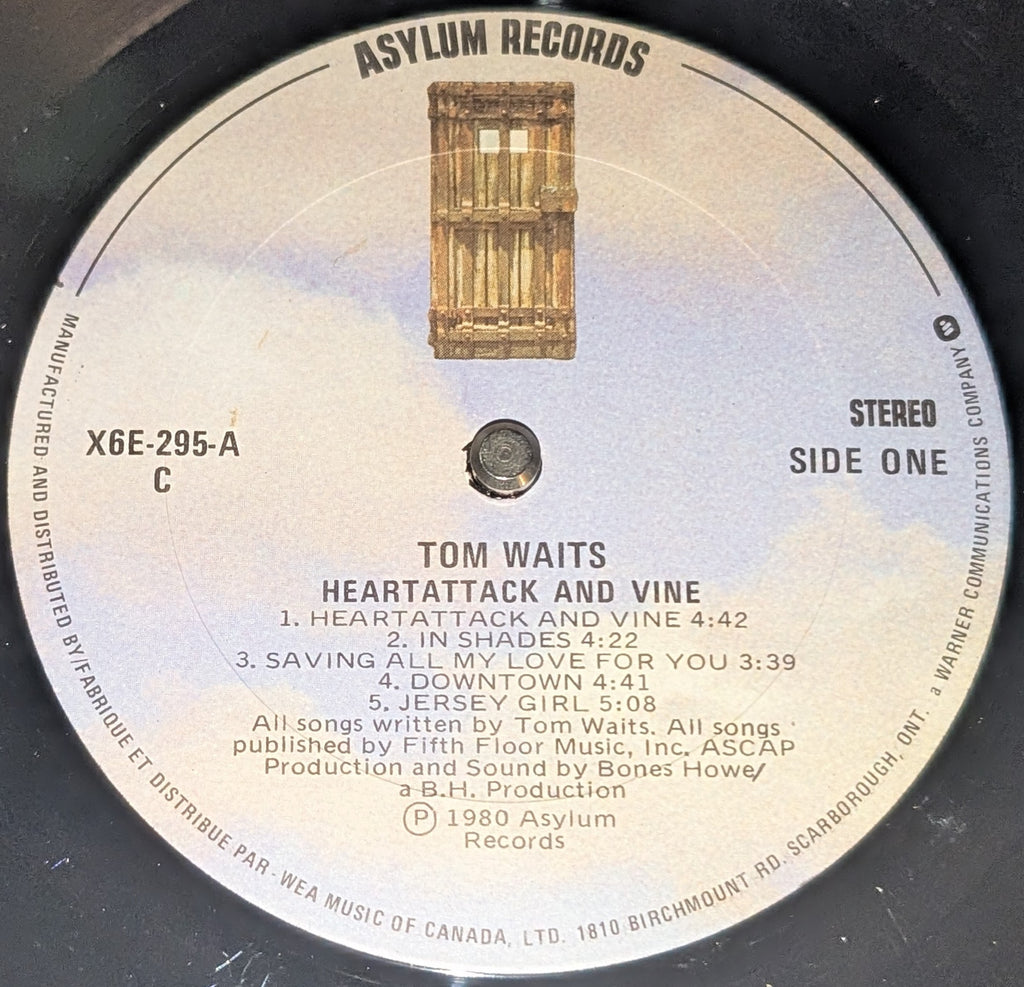 ASYLUM RECORDS
X6E-295-A
C
STEREO
SIDE ONE
TOM WAITS
HEARTATTACK AND VINE
1. HEARTATTACK AND VINE 4:42
2. IN SHADES 4:22
3. SAVING ALL MY LOVE FOR YOU 3:39
4. DOWNTOWN 4:41
5. JERSEY GIRL 5:08
All songs written by Tom Waits. All songs
published by Fifth Floor Music, Inc. ASCAP
Production and Sound by Bones Howe/
a B.H. Production
Ⓟ 1980 Asylum
Records
MANUFACTURED AND DISTRIBUTED BY/FABRIQUE ET DISTRIBUE PAR - WEA MUSIC OF CANADA, LTD. 1810 BIRCHMOUNT RD. SCARBOROUGH, ONT. a WARNER COMMUNICATIONS COMPANY